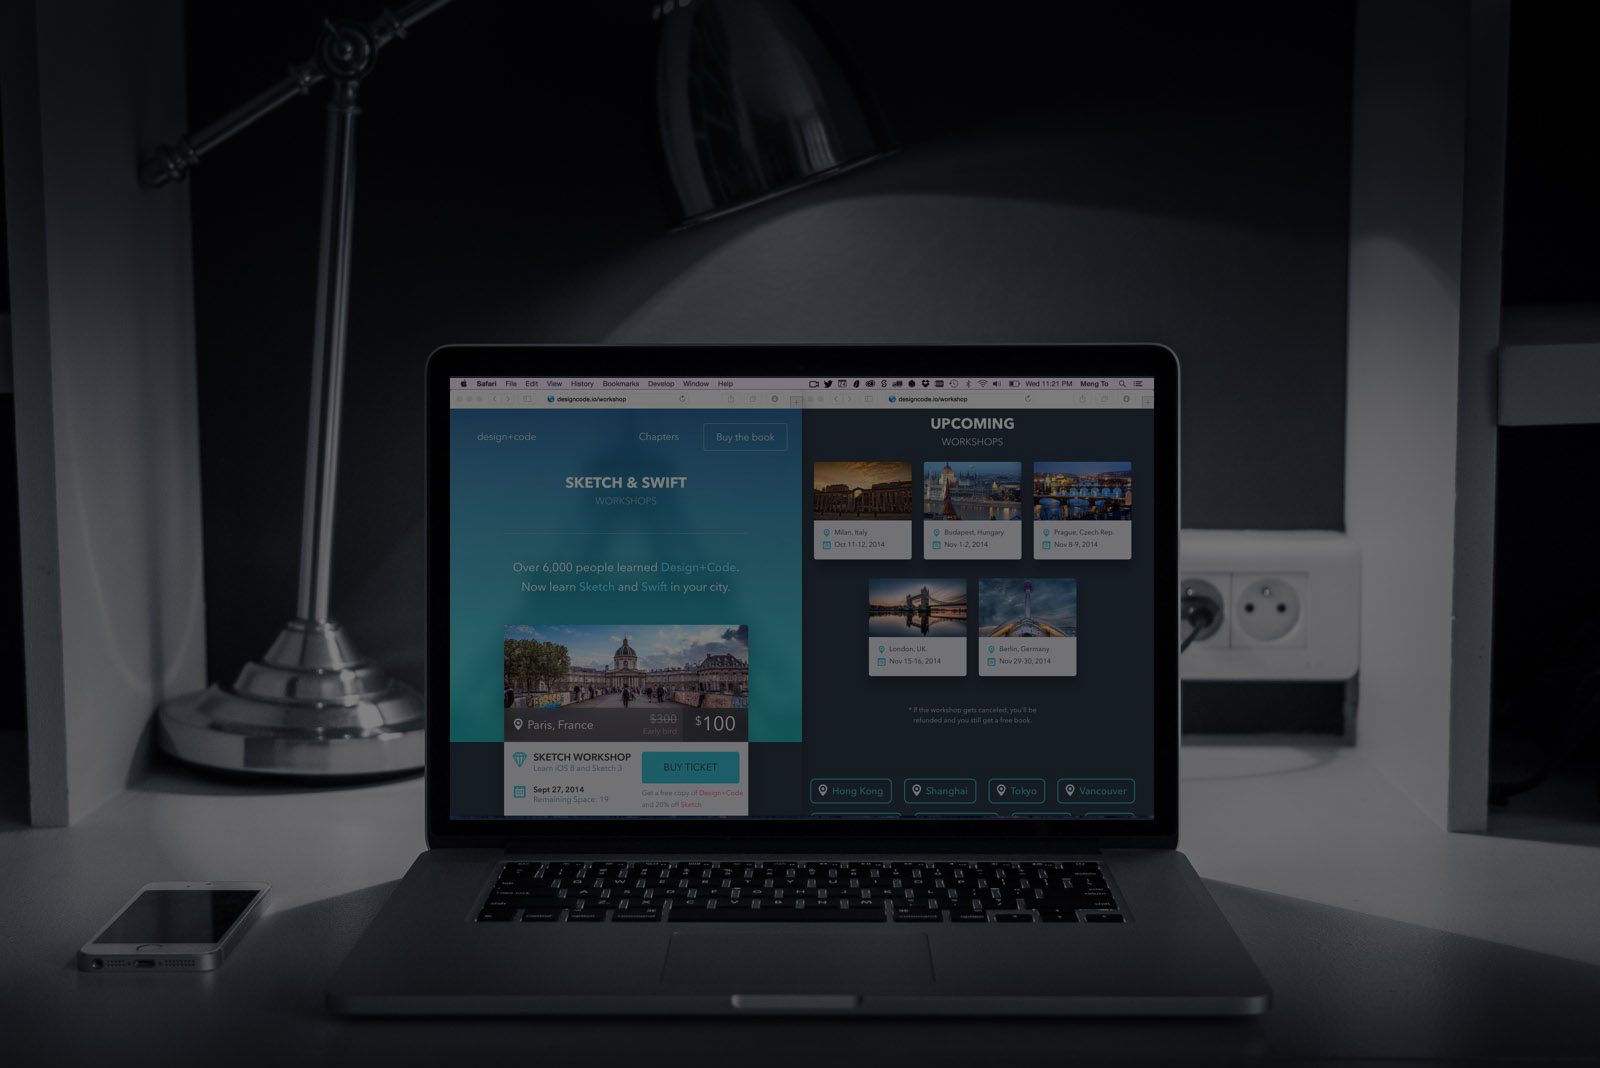 Safari File Edit View History Bookmarks Develop Window Help
Wed 11:21 PM Meng To
designcode.io/workshop
design+code
Chapters
Buy the book
SKETCH & SWIFT
WORKSHOPS
Over 6,000 people learned Design+Code.
Now learn Sketch and Swift in your city.
Paris, France
$300
Early bird
$100
SKETCH WORKSHOP
Learn iOS 8 and Sketch 3
BUY TICKET
Sept 27, 2014
Remaining Space: 19
Get a free copy of Design+Code
and 20% off Sketch
designcode.io/workshop
UPCOMING
WORKSHOPS
Milan, Italy
Oct 11-12, 2014
Budapest, Hungary
Nov 1-2, 2014
Prague, Czech Rep.
Nov 8-9, 2014
London, UK
Nov 15-16, 2014
Berlin, Germany
Nov 29-30, 2014
* If the workshop gets canceled, you'll be
refunded and you still get a free book.
Hong Kong
Shanghai
Tokyo
Vancouver